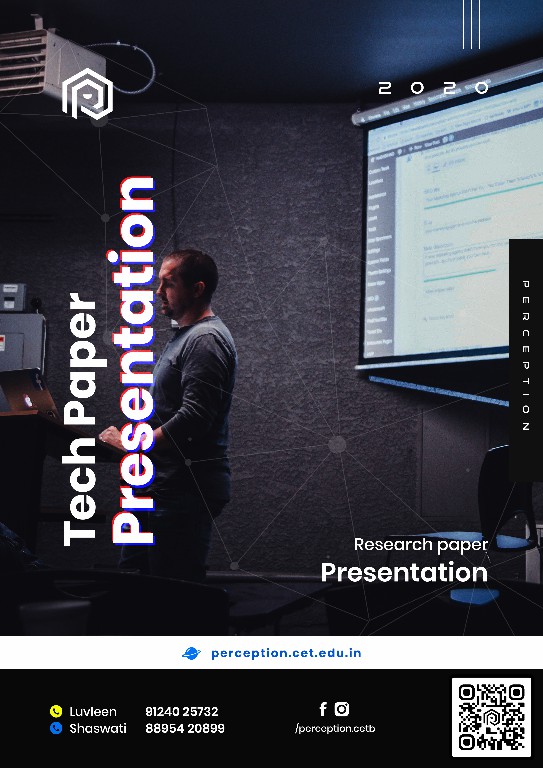 2020
Tech Paper
Presentation
PERCEPTION
Research paper
Presentation
perception.cet.edu.in
Luvleen 91240 25732
Shaswati 88954 20899
/perception.cetb